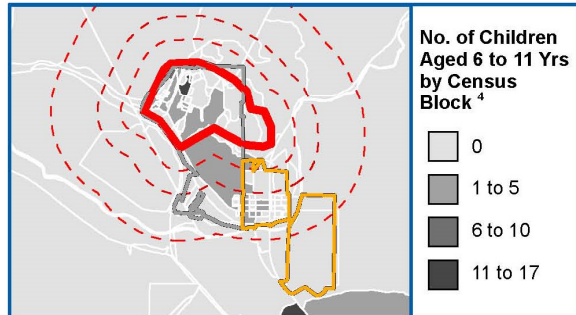 No. of Children
Aged 6 to 11 Yrs
by Census
Block 4
0
1 to 5
6 to 10
11 to 17